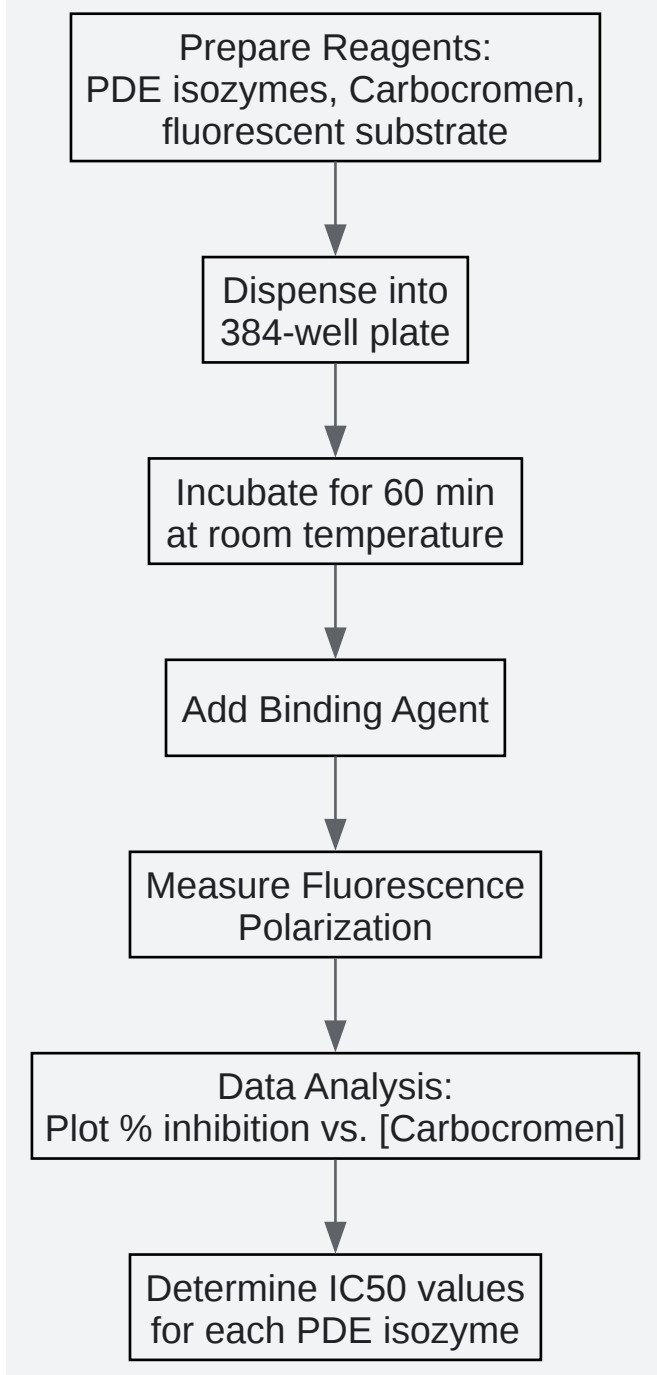 Prepare Reagents:
PDE isozymes, Carbocromen,
fluorescent substrate
Dispense into
384-well plate
Incubate for 60 min
at room temperature
Add Binding Agent
Measure Fluorescence
Polarization
Data Analysis:
Plot % inhibition vs. [Carbocromen]
Determine IC50 values
for each PDE isozyme